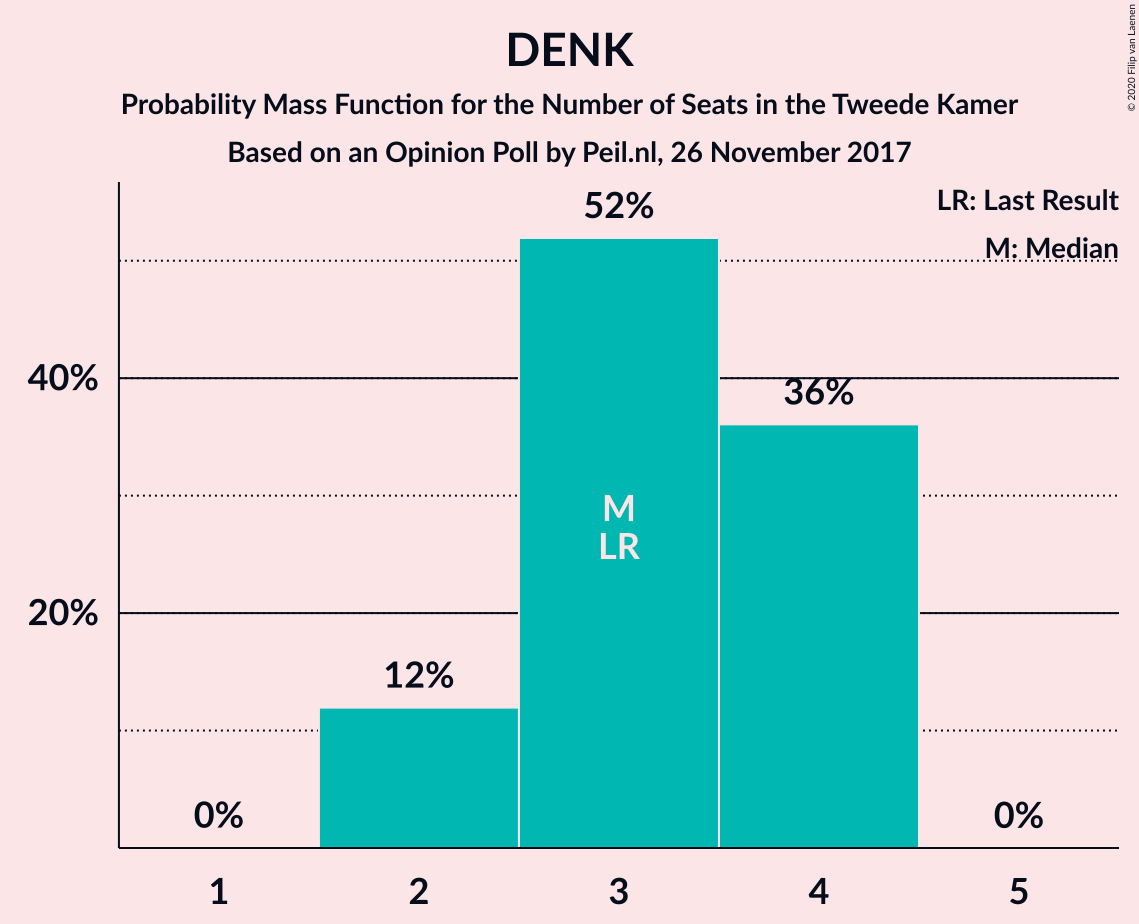 DENK
Probability Mass Function for the Number of Seats in the Tweede Kamer
Based on an Opinion Poll by Peil.nl, 26 November 2017
© 2020 Filip van Laenen
LR: Last Result
M: Median
52%
40%
36%
M
LR
20%
12%
0%
0%
1
2
3
4
5